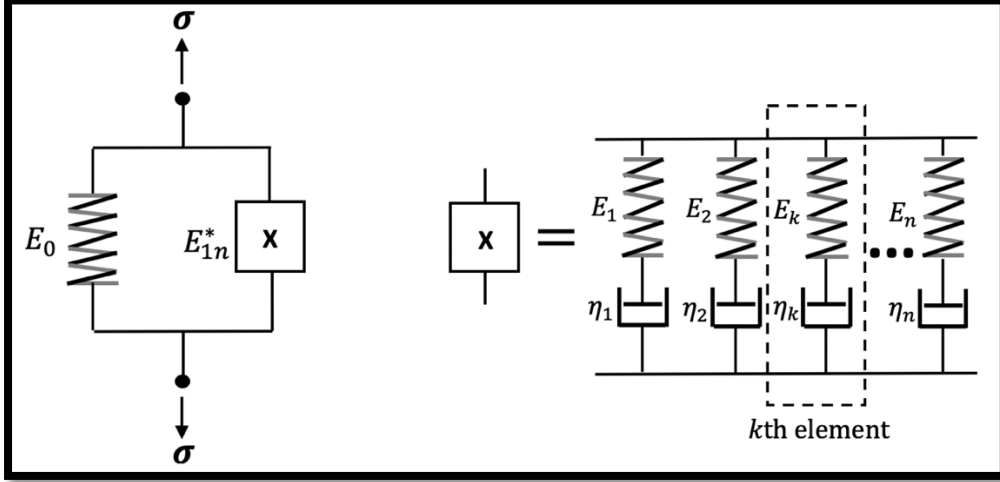 σ
E₀
E*₁ₙ
X
σ
X
=
E₁
E₂
Eₖ
Eₙ
η₁
η₂
ηₖ
ηₙ
kth element